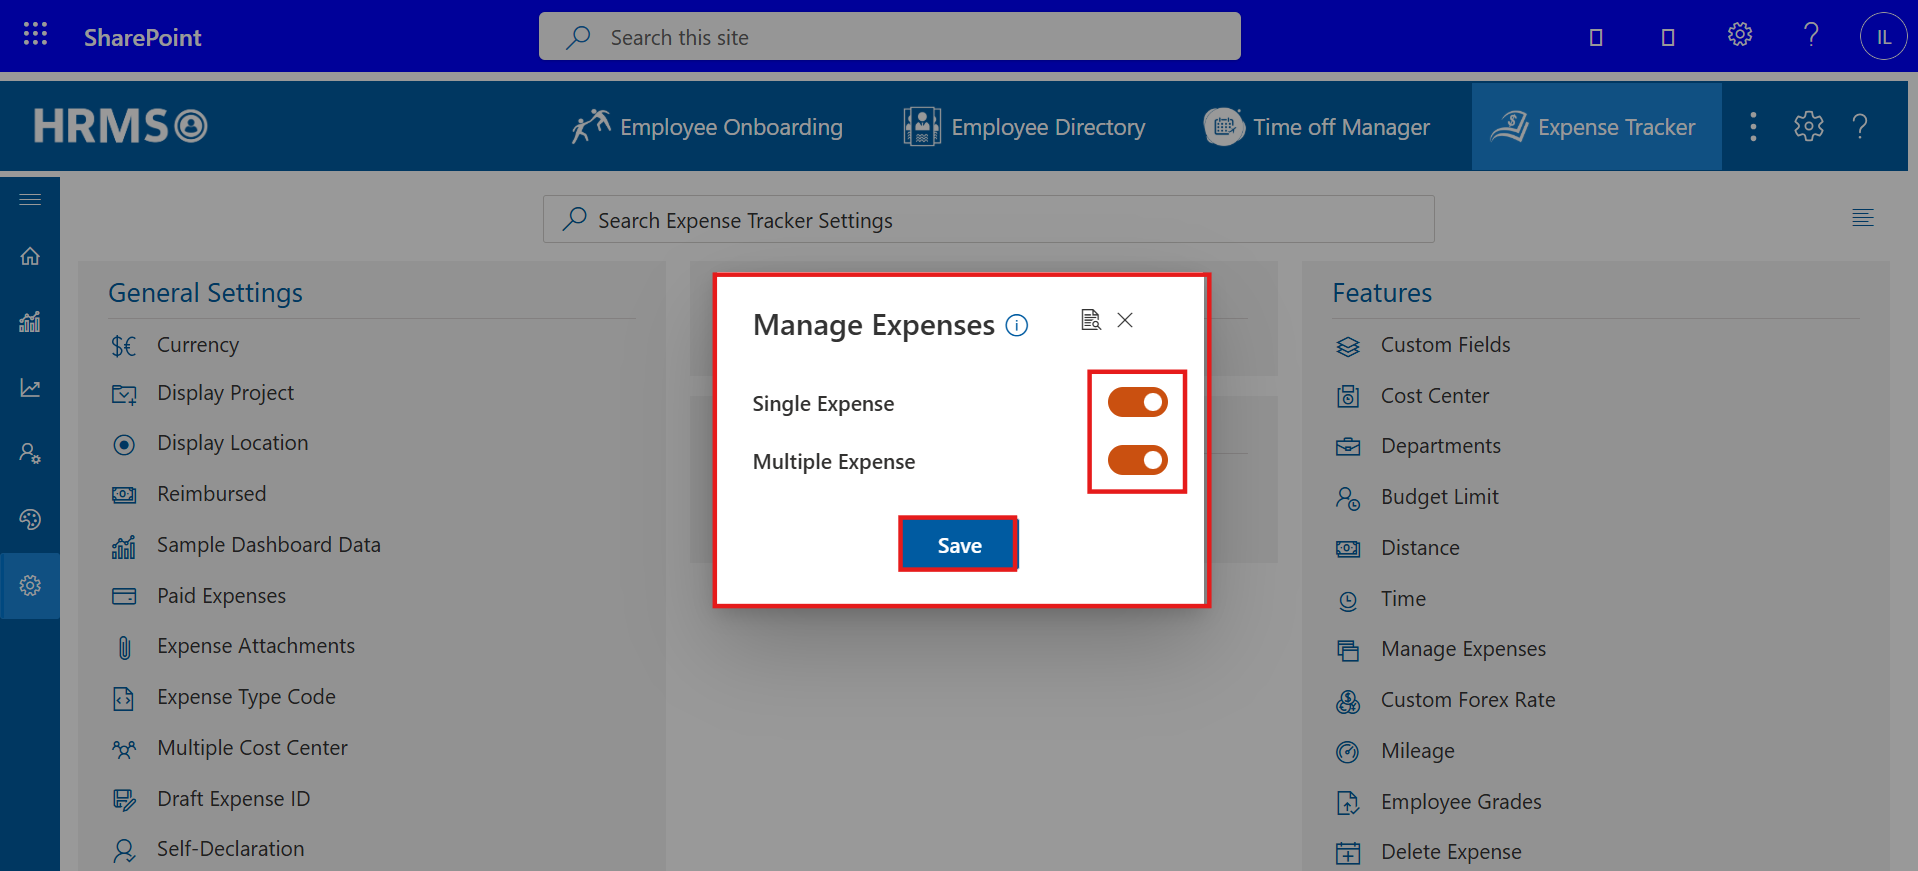 SharePoint
Search this site
IL
HRMS
Employee Onboarding
Employee Directory
Time off Manager
Expense Tracker
Search Expense Tracker Settings
General Settings
Currency
Display Project
Display Location
Reimbursed
Sample Dashboard Data
Paid Expenses
Expense Attachments
Expense Type Code
Multiple Cost Center
Draft Expense ID
Self-Declaration
Manage Expenses
Single Expense
Multiple Expense
Save
Features
Custom Fields
Cost Center
Departments
Budget Limit
Distance
Time
Manage Expenses
Custom Forex Rate
Mileage
Employee Grades
Delete Expense